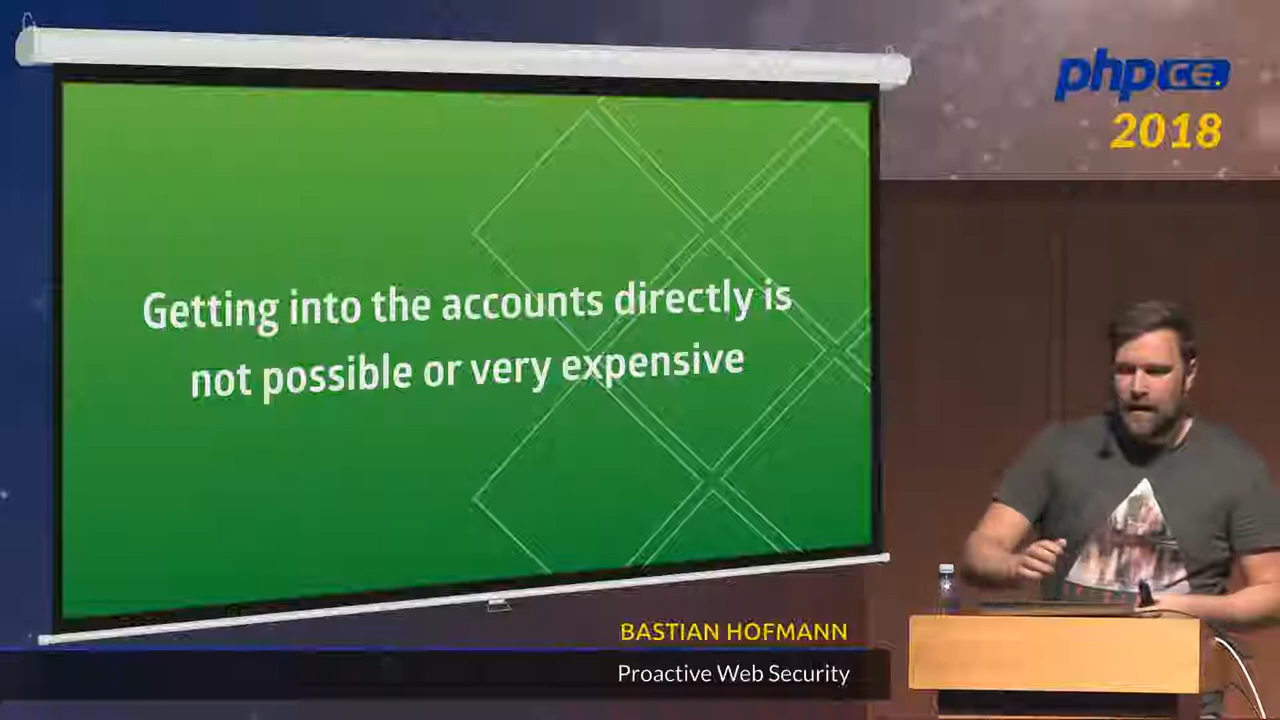 phpce.
2018
Getting into the accounts directly is
not possible or very expensive
BASTIAN HOFMANN
Proactive Web Security